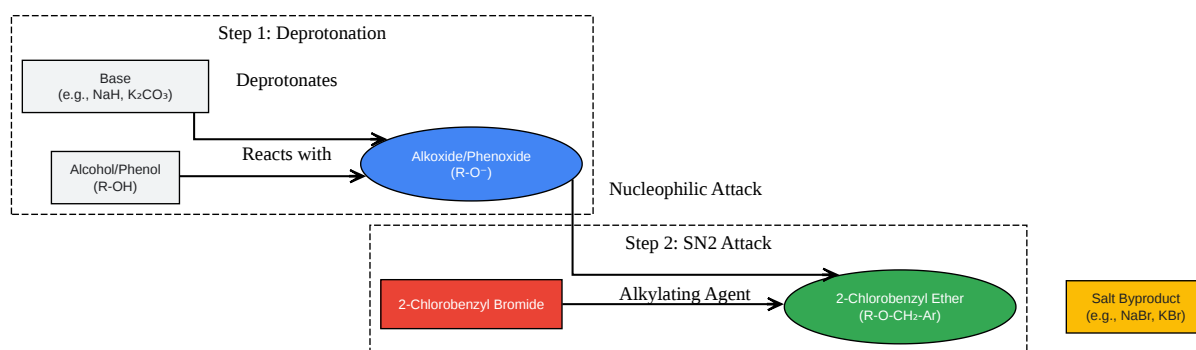 Step 1: Deprotonation
Base
(e.g., NaH, K₂CO₃)
Deprotonates
Reacts with
Alcohol/Phenol
(R-OH)
Alkoxide/Phenoxide
(R-O⁻)
Nucleophilic Attack
Step 2: SN2 Attack
2-Chlorobenzyl Bromide
Alkylating Agent
2-Chlorobenzyl Ether
(R-O-CH₂-Ar)
Salt Byproduct
(e.g., NaBr, KBr)